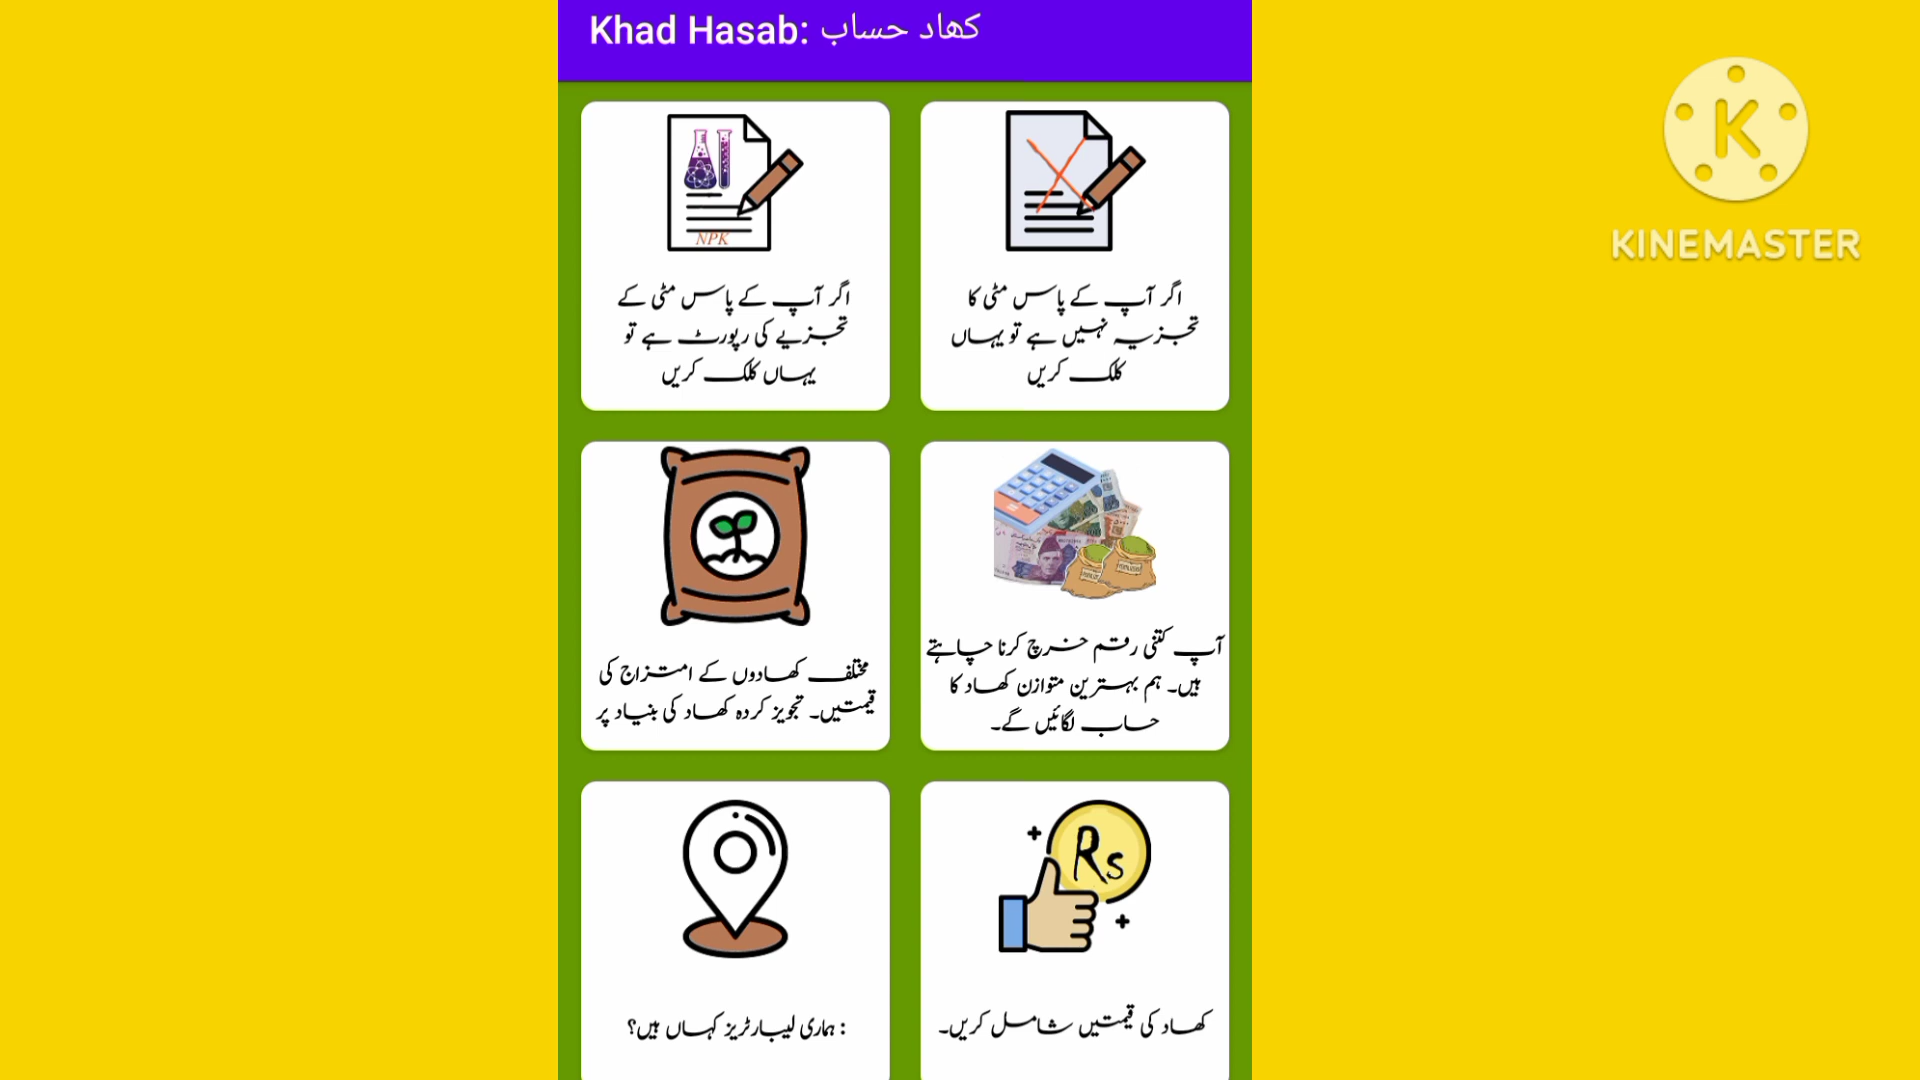 Khad Hasab: کھاد حساب
NPK
اگر آپ کے پاس مٹی کے
تجزیے کی رپورٹ ہے تو
یہاں کلک کریں
اگر آپ کے پاس مٹی کا
تجزیہ نہیں ہے تو یہاں
کلک کریں
مختلف کھادوں کے امتزاج کی
قیمتیں۔ تجویز کردہ کھاد کی بنیاد پر
آپ کتنی رقم خرچ کرنا چاہتے
ہیں۔ ہم بہترین متوازن کھاد کا
حساب لگائیں گے۔
: ہماری لیبارٹریز کہاں ہیں؟
Rs
کھاد کی قیمتیں شامل کریں۔
K
KINEMASTER